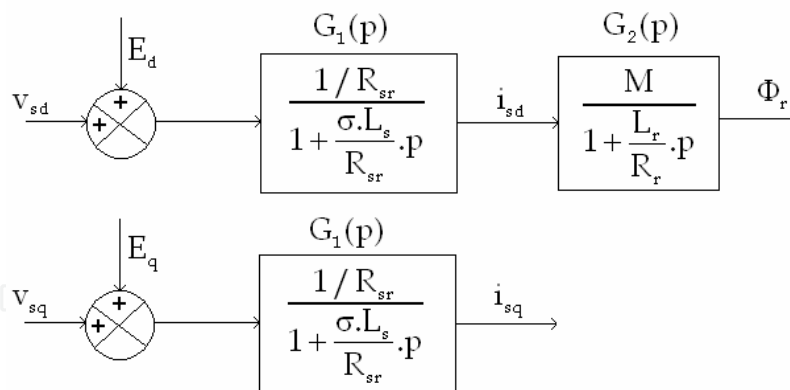 G₁(p) G₂(p)
E_d
v_sd + + 1 / R_sr i_sd M Φ_r
1 + σ.L_s/R_sr .p 1 + L_r/R_r .p
G₁(p)
E_q
v_sq + + 1 / R_sr i_sq
1 + σ.L_s/R_sr .p